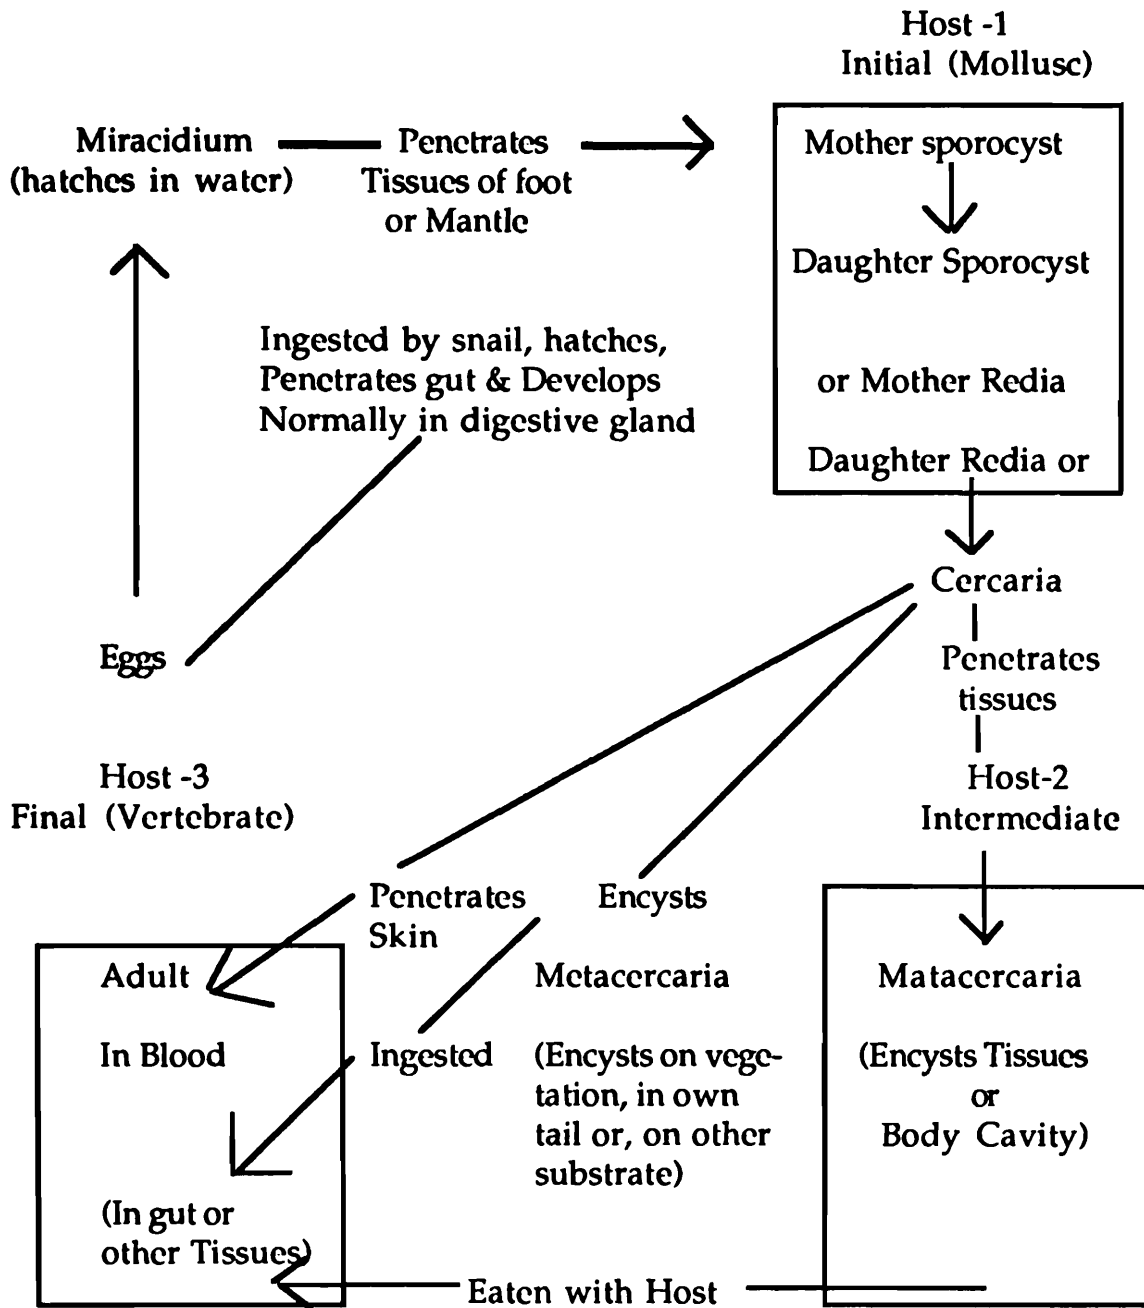 Host -1
Initial (Mollusc)
Miracidium
(hatches in water)
Penetrates
Tissues of foot
or Mantle
Mother sporocyst
Daughter Sporocyst
or Mother Redia
Daughter Redia or
Ingested by snail, hatches,
Penetrates gut & Develops
Normally in digestive gland
Eggs
Cercaria
Penetrates
tissues
Host -3
Final (Vertebrate)
Host-2
Intermediate
Penetrates
Skin
Encysts
Adult
In Blood
Ingested
(In gut or
other Tissues)
Metacercaria
(Encysts on vege-
tation, in own
tail or, on other
substrate)
Matacercaria
(Encysts Tissues
or
Body Cavity)
Eaten with Host